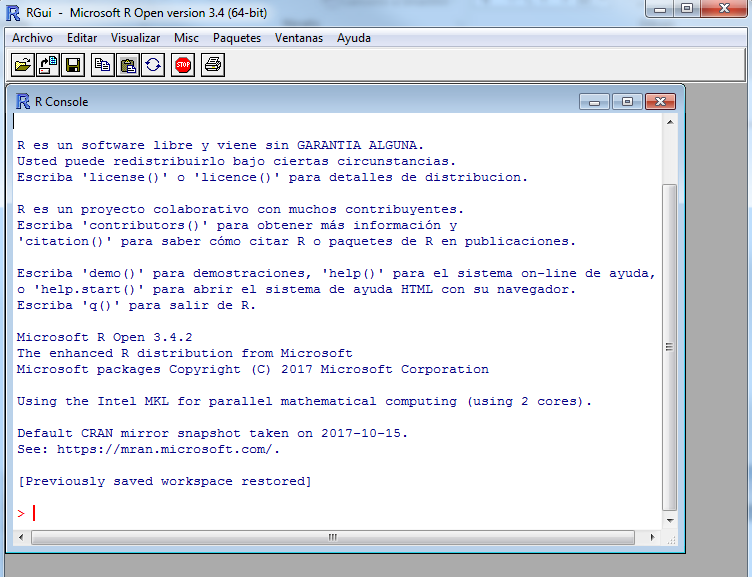 RGui - Microsoft R Open version 3.4 (64-bit)
Archivo Editar Visualizar Misc Paquetes Ventanas Ayuda
STOP
R Console
R es un software libre y viene sin GARANTIA ALGUNA.
Usted puede redistribuirlo bajo ciertas circunstancias.
Escriba 'license()' o 'licence()' para detalles de distribucion.
R es un proyecto colaborativo con muchos contribuyentes.
Escriba 'contributors()' para obtener más información y
'citation()' para saber cómo citar R o paquetes de R en publicaciones.
Escriba 'demo()' para demostraciones, 'help()' para el sistema on-line de ayuda,
o 'help.start()' para abrir el sistema de ayuda HTML con su navegador.
Escriba 'q()' para salir de R.
Microsoft R Open 3.4.2
The enhanced R distribution from Microsoft
Microsoft packages Copyright (C) 2017 Microsoft Corporation
Using the Intel MKL for parallel mathematical computing (using 2 cores).
Default CRAN mirror snapshot taken on 2017-10-15.
See: https://mran.microsoft.com/.
[Previously saved workspace restored]
>